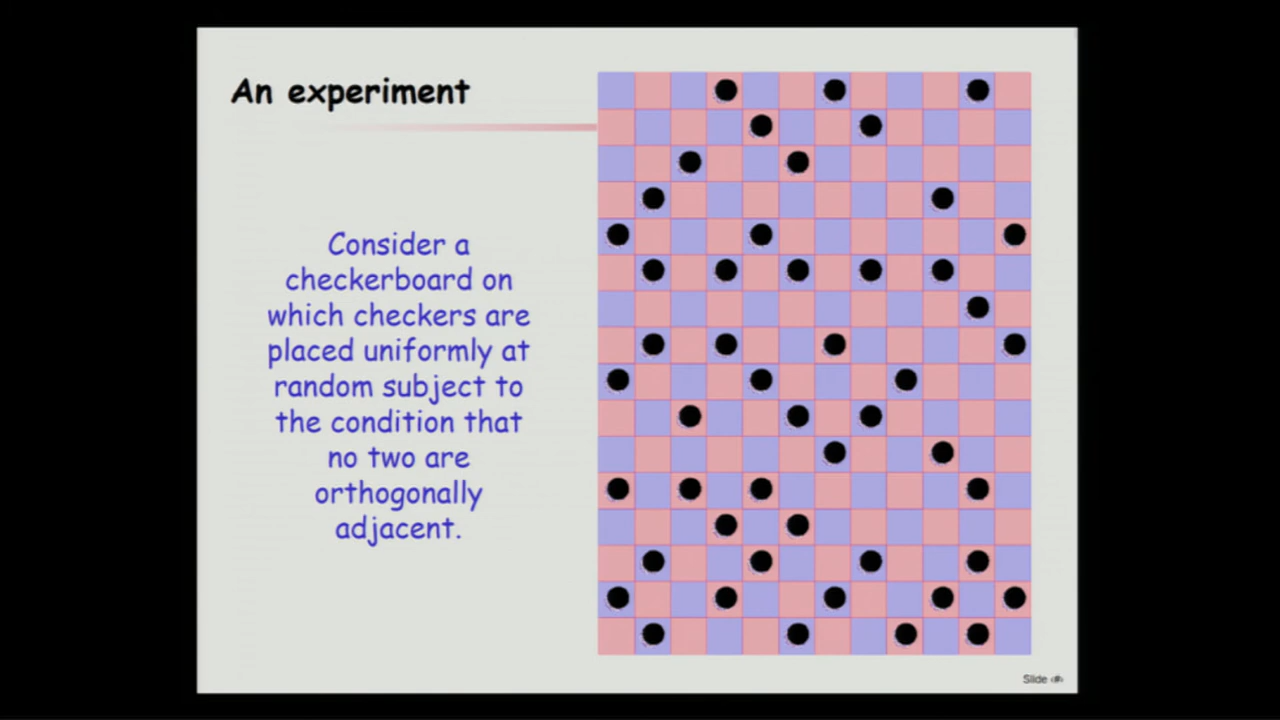 An experiment
Consider a
checkerboard on
which checkers are
placed uniformly at
random subject to
the condition that
no two are
orthogonally
adjacent.
Slide